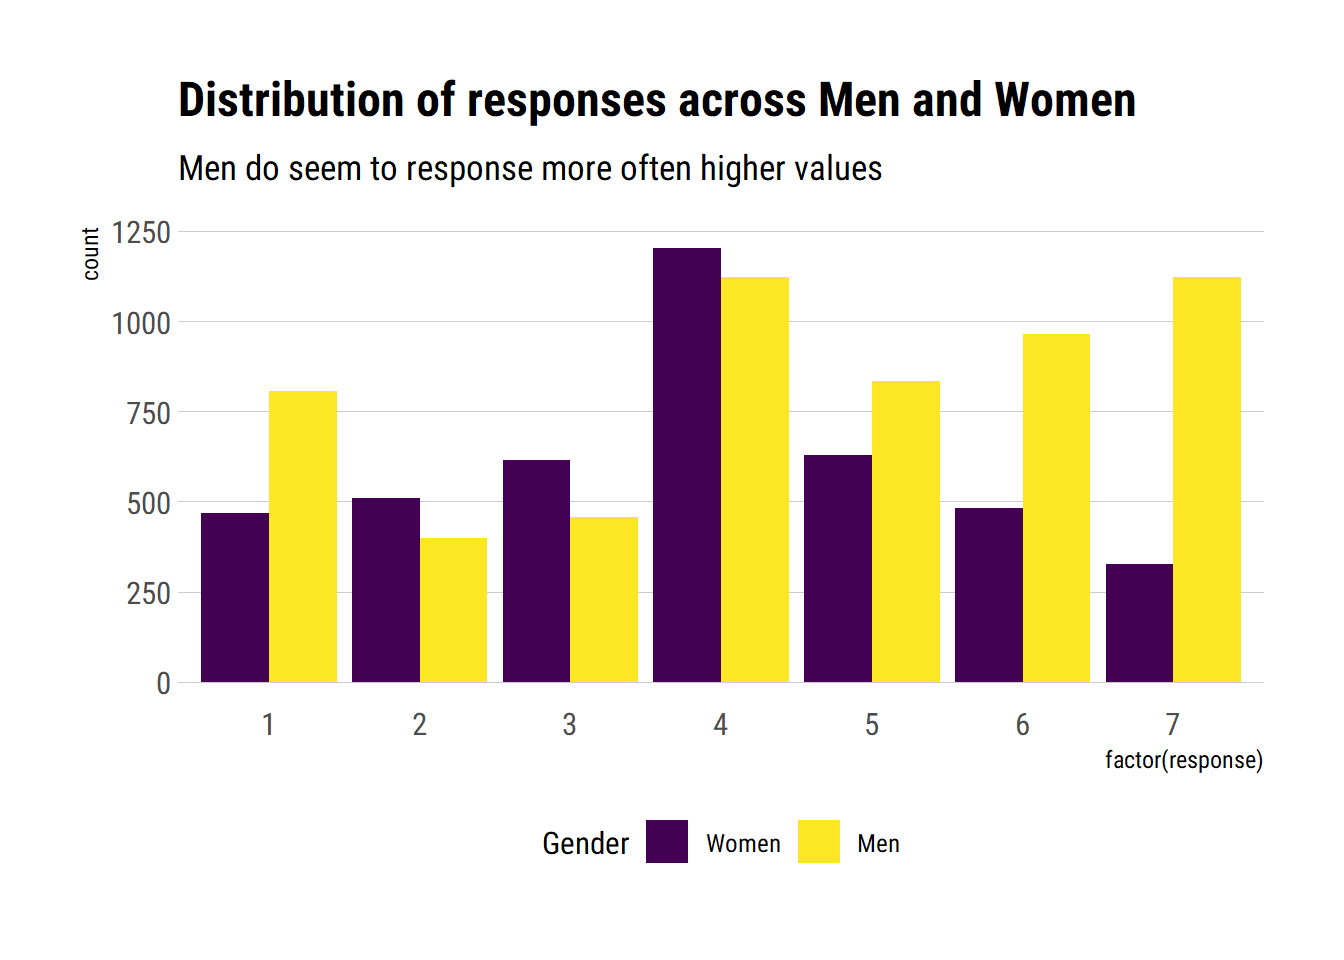 Distribution of responses across Men and Women
Men do seem to response more often higher values
count
1250
1000
750
500
250
0
1 2 3 4 5 6 7
factor(response)
Gender Women Men